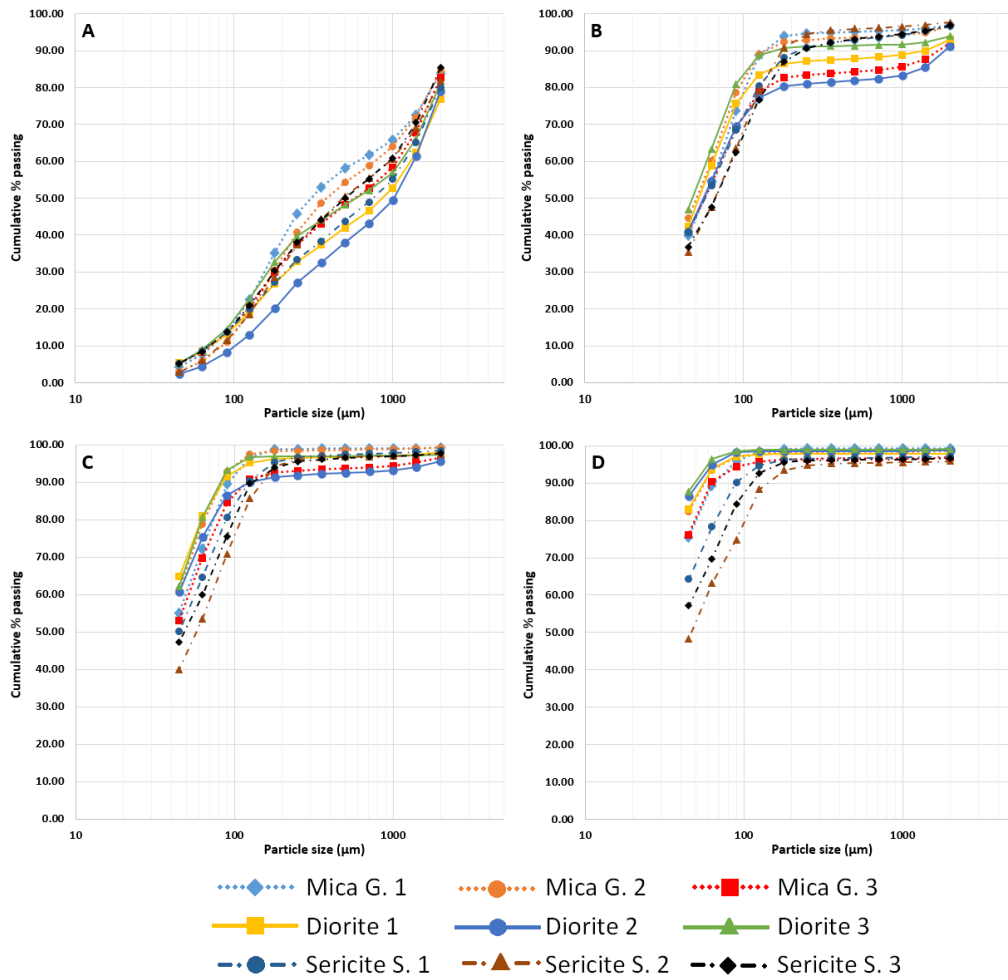 A
B
100.00 100.00
90.00 90.00
80.00 80.00
70.00 70.00
60.00 60.00
50.00 50.00
40.00 40.00
30.00 30.00
20.00 20.00
10.00 10.00
0.00 0.00
Cumulative % passing Cumulative % passing
10 100 1000 10 100 1000
Particle size (µm) Particle size (µm)
C
D
100.00 100.00
90.00 90.00
80.00 80.00
70.00 70.00
60.00 60.00
50.00 50.00
40.00 40.00
30.00 30.00
20.00 20.00
10.00 10.00
0.00 0.00
Cumulative % passing Cumulative % passing
10 100 1000 10 100 1000
Particle size (µm) Particle size (µm)
Mica G. 1 Mica G. 2 Mica G. 3
Diorite 1 Diorite 2 Diorite 3
Sericite S. 1 Sericite S. 2 Sericite S. 3